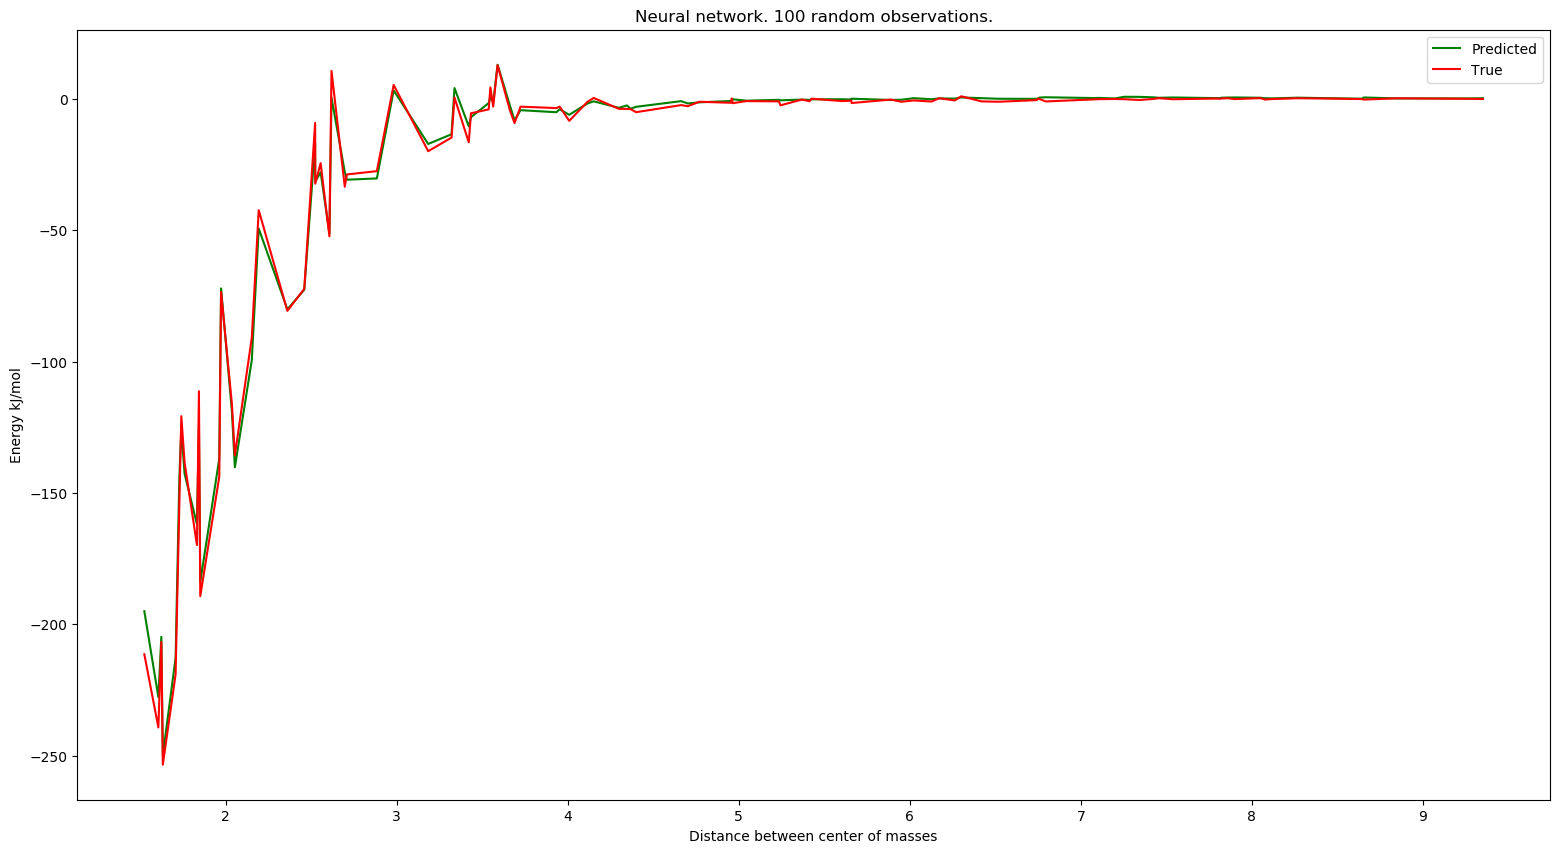 Neural network. 100 random observations.
Predicted
True
0
−50
−100
−150
−200
−250
Energy kJ/mol
2 3 4 5 6 7 8 9
Distance between center of masses